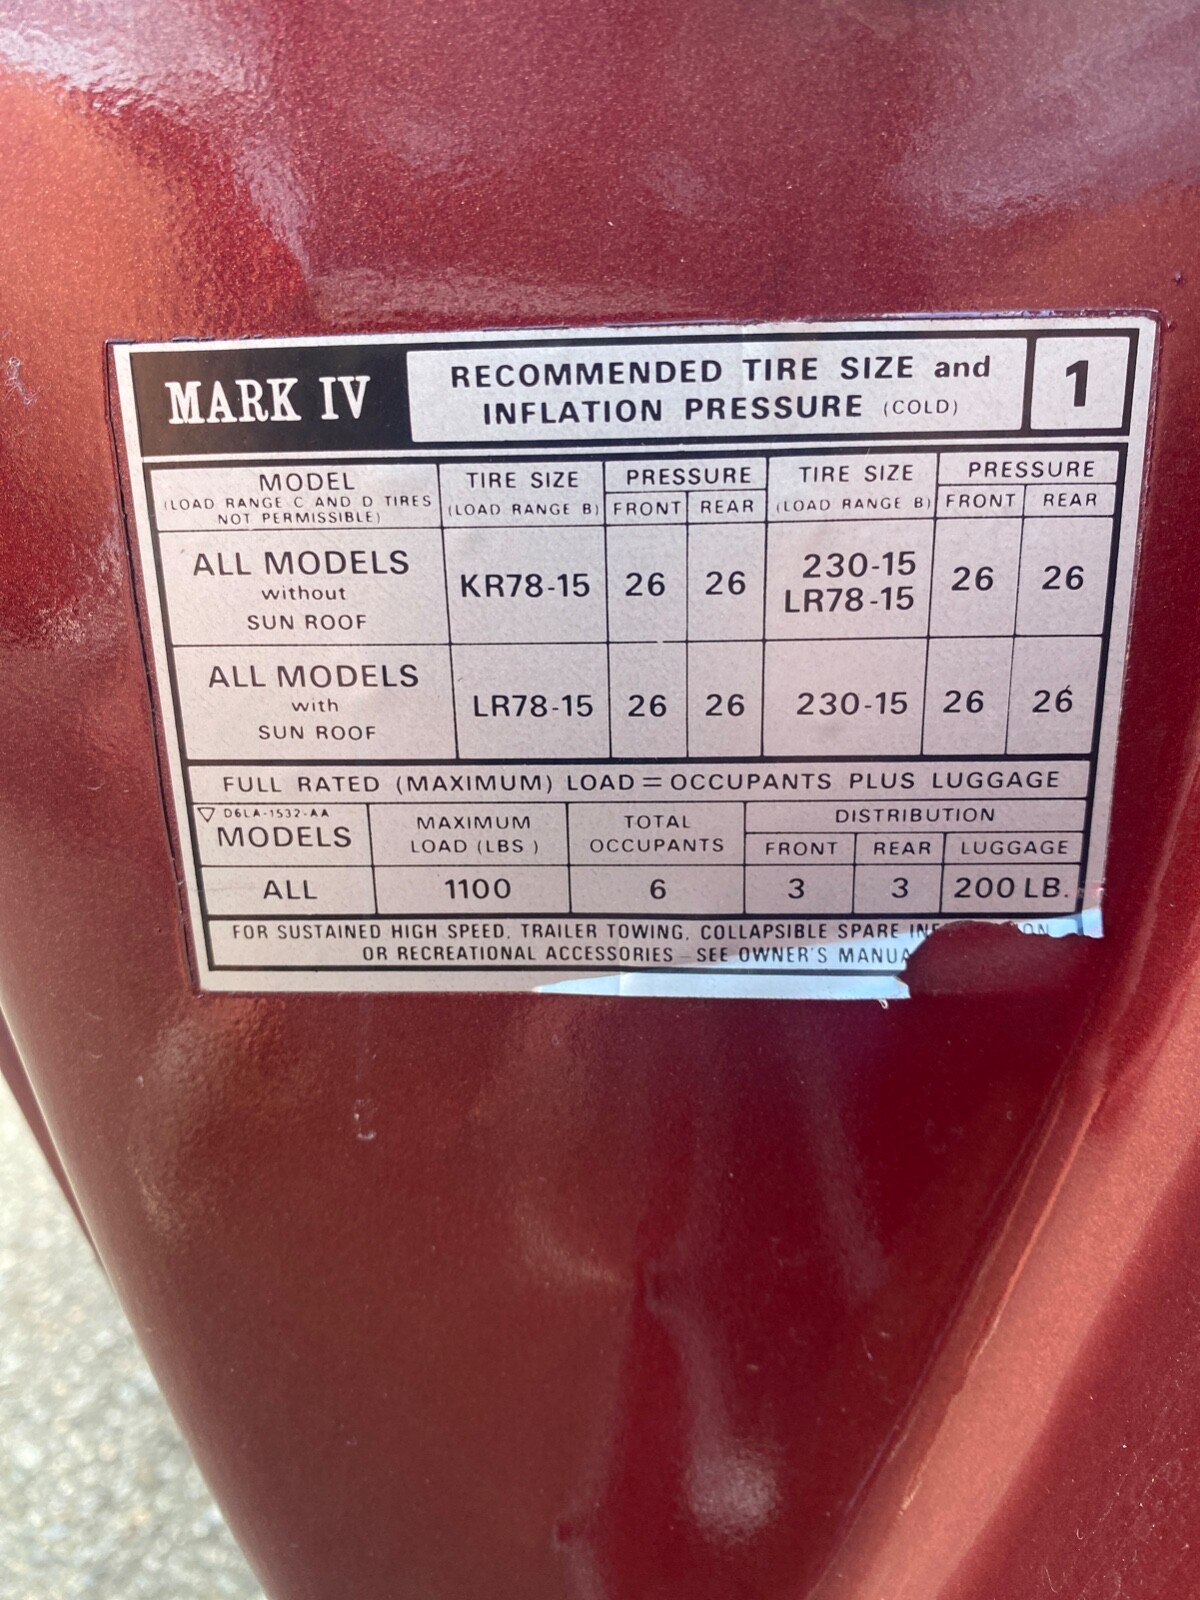 MARK IV
RECOMMENDED TIRE SIZE and
INFLATION PRESSURE (COLD)
1
MODEL
(LOAD RANGE C AND D TIRES
NOT PERMISSIBLE)
TIRE SIZE
(LOAD RANGE B)
PRESSURE
FRONT REAR
TIRE SIZE
(LOAD RANGE B)
PRESSURE
FRONT REAR
ALL MODELS
without
SUN ROOF
KR78-15 26 26
230-15
LR78-15
26 26
ALL MODELS
with
SUN ROOF
LR78-15 26 26 230-15 26 26
FULL RATED (MAXIMUM) LOAD = OCCUPANTS PLUS LUGGAGE
▽ D6LA-1532-AA
MODELS
MAXIMUM
LOAD (LBS )
TOTAL
OCCUPANTS
DISTRIBUTION
FRONT REAR LUGGAGE
ALL 1100 6 3 3 200 LB.
FOR SUSTAINED HIGH SPEED, TRAILER TOWING, COLLAPSIBLE SPARE
OR RECREATIONAL ACCESSORIES - SEE OWNER'S